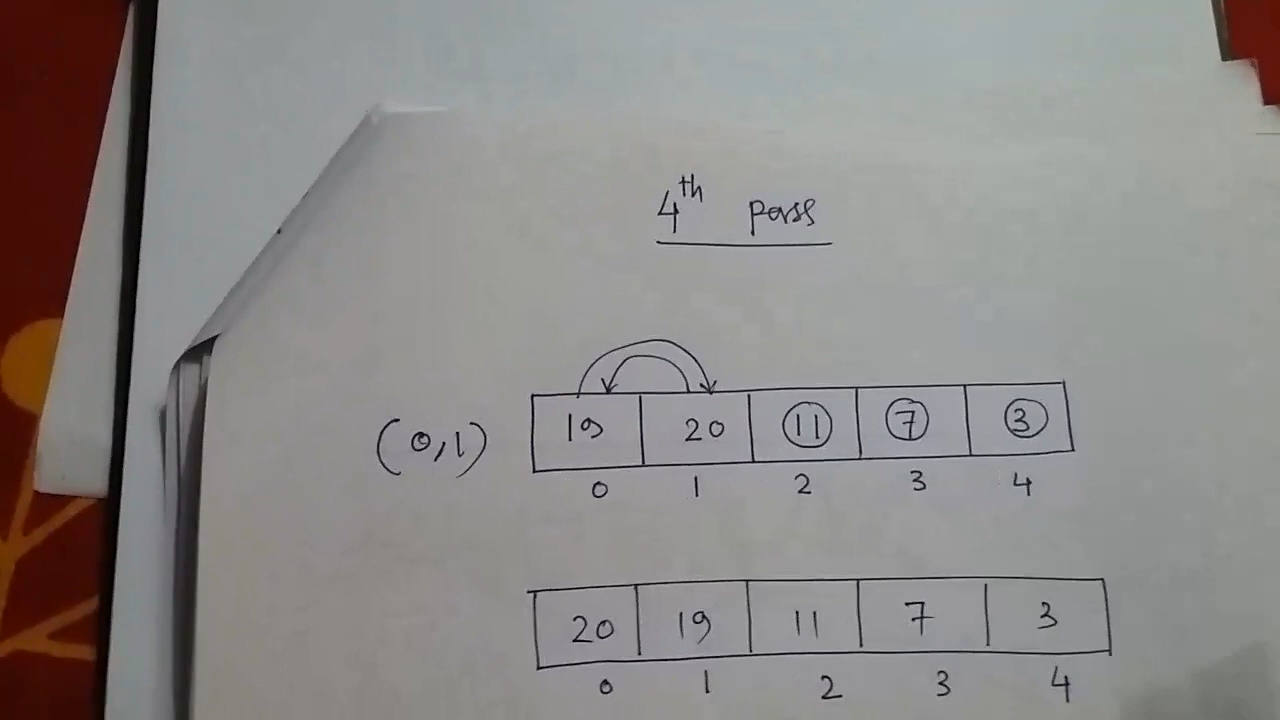 4th pass
(0,1) 19 20 11 7 3
0 1 2 3 4
20 19 11 7 3
0 1 2 3 4